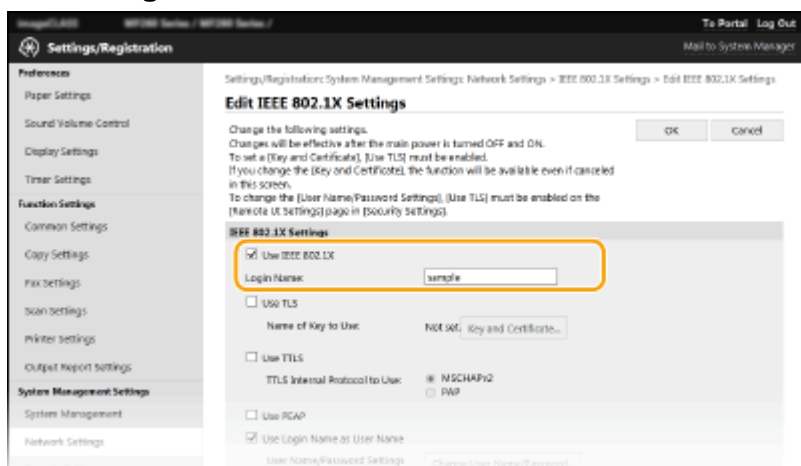 To Portal Log Out
Settings/Registration
Mail to System Manager
Preferences
Paper Settings
Sound Volume Control
Display Settings
Timer Settings
Function Settings
Common Settings
Copy Settings
Fax Settings
Scan Settings
Printer Settings
Output Report Settings
System Management Settings
System Management
Network Settings
Settings/Registration: System Management Settings: Network Settings > IEEE 802.1X Settings > Edit IEEE 802.1X Settings
Edit IEEE 802.1X Settings
Change the following settings.
OK Cancel
Changes will be effective after the main power is turned OFF and ON.
To set a [Key and Certificate], [Use TLS] must be enabled.
If you change the [Key and Certificate], the function will be available even if canceled
in this screen.
To change the [User Name/Password Settings], [Use TLS] must be enabled on the
[Remote UI Settings] page in [Security Settings].
IEEE 802.1X Settings
Use IEEE 802.1X
Login Name: sample
Use TLS
Name of Key to Use: Not set. Key and Certificate...
Use TTLS
TTLS Internal Protocol to Use: MSCHAPv2
PAP
Use PEAP
Use Login Name as User Name
User Name/Password Settings Change User Name/Password...